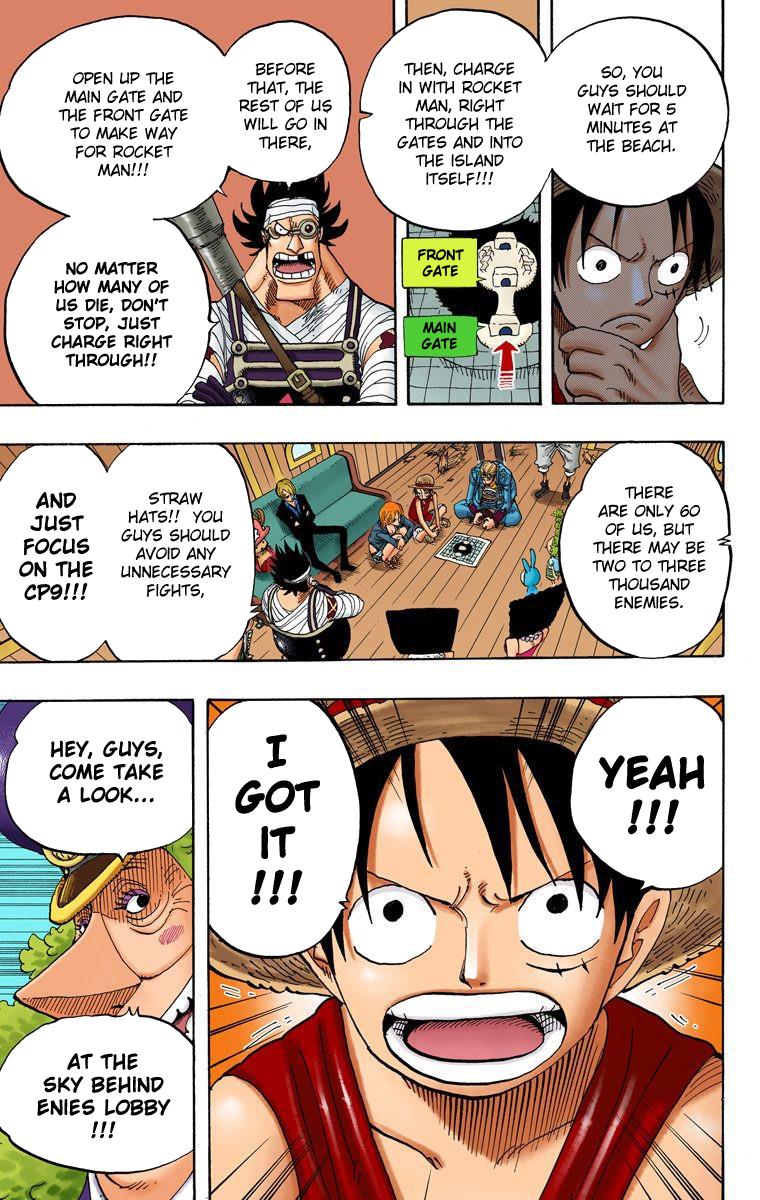 SO, YOU
GUYS SHOULD
WAIT FOR 5
MINUTES AT
THE BEACH.
THEN, CHARGE
IN WITH ROCKET
MAN, RIGHT
THROUGH THE
GATES AND INTO
THE ISLAND
ITSELF!!!
FRONT
GATE
MAIN
GATE
BEFORE
THAT, THE
REST OF US
WILL GO IN
THERE,
OPEN UP THE
MAIN GATE AND
THE FRONT GATE
TO MAKE WAY
FOR ROCKET
MAN!!!
NO MATTER
HOW MANY OF
US DIE, DON'T
STOP, JUST
CHARGE RIGHT
THROUGH!!
THERE
ARE ONLY 60
OF US, BUT
THERE MAY BE
TWO TO THREE
THOUSAND
ENEMIES.
STRAW
HATS!! YOU
GUYS SHOULD
AVOID ANY
UNNECESSARY
FIGHTS,
AND
JUST
FOCUS
ON THE
CP9!!!
YEAH
!!!
I
GOT
IT
!!!
HEY, GUYS,
COME TAKE
A LOOK...
AT THE
SKY BEHIND
ENIES LOBBY
!!!